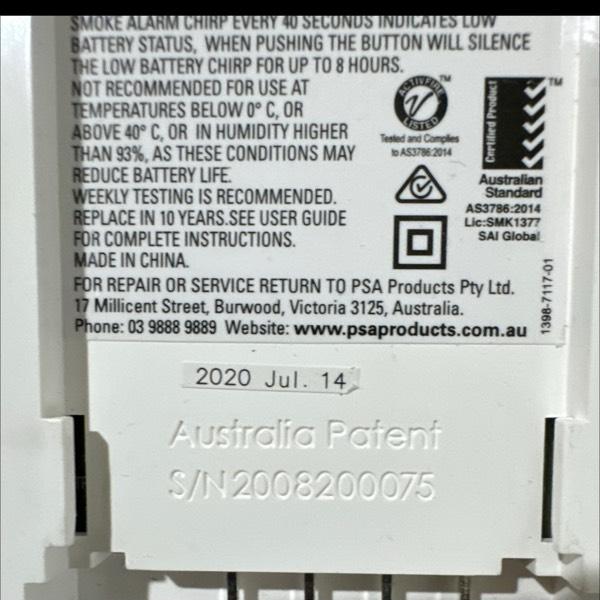 SMOKE ALARM CHIRP EVERY 40 SECONDS INDICATES LOW
BATTERY STATUS, WHEN PUSHING THE BUTTON WILL SILENCE
THE LOW BATTERY CHIRP FOR UP TO 8 HOURS.
NOT RECOMMENDED FOR USE AT
TEMPERATURES BELOW 0° C, OR
ABOVE 40° C, OR IN HUMIDITY HIGHER
THAN 93%, AS THESE CONDITIONS MAY
REDUCE BATTERY LIFE.
WEEKLY TESTING IS RECOMMENDED.
REPLACE IN 10 YEARS.SEE USER GUIDE
FOR COMPLETE INSTRUCTIONS.
MADE IN CHINA.
ACTIVFIRE
LISTED
TM
Tested and Complies
to AS3786:2014
Certified Product
TM
Australian
Standard
AS3786:2014
Lic:SMK1377
SAI Global
FOR REPAIR OR SERVICE RETURN TO PSA Products Pty Ltd.
17 Millicent Street, Burwood, Victoria 3125, Australia.
Phone: 03 9888 9889 Website: www.psaproducts.com.au
1398-7117-01
2020 Jul. 14
Australia Patent
S/N2008200075